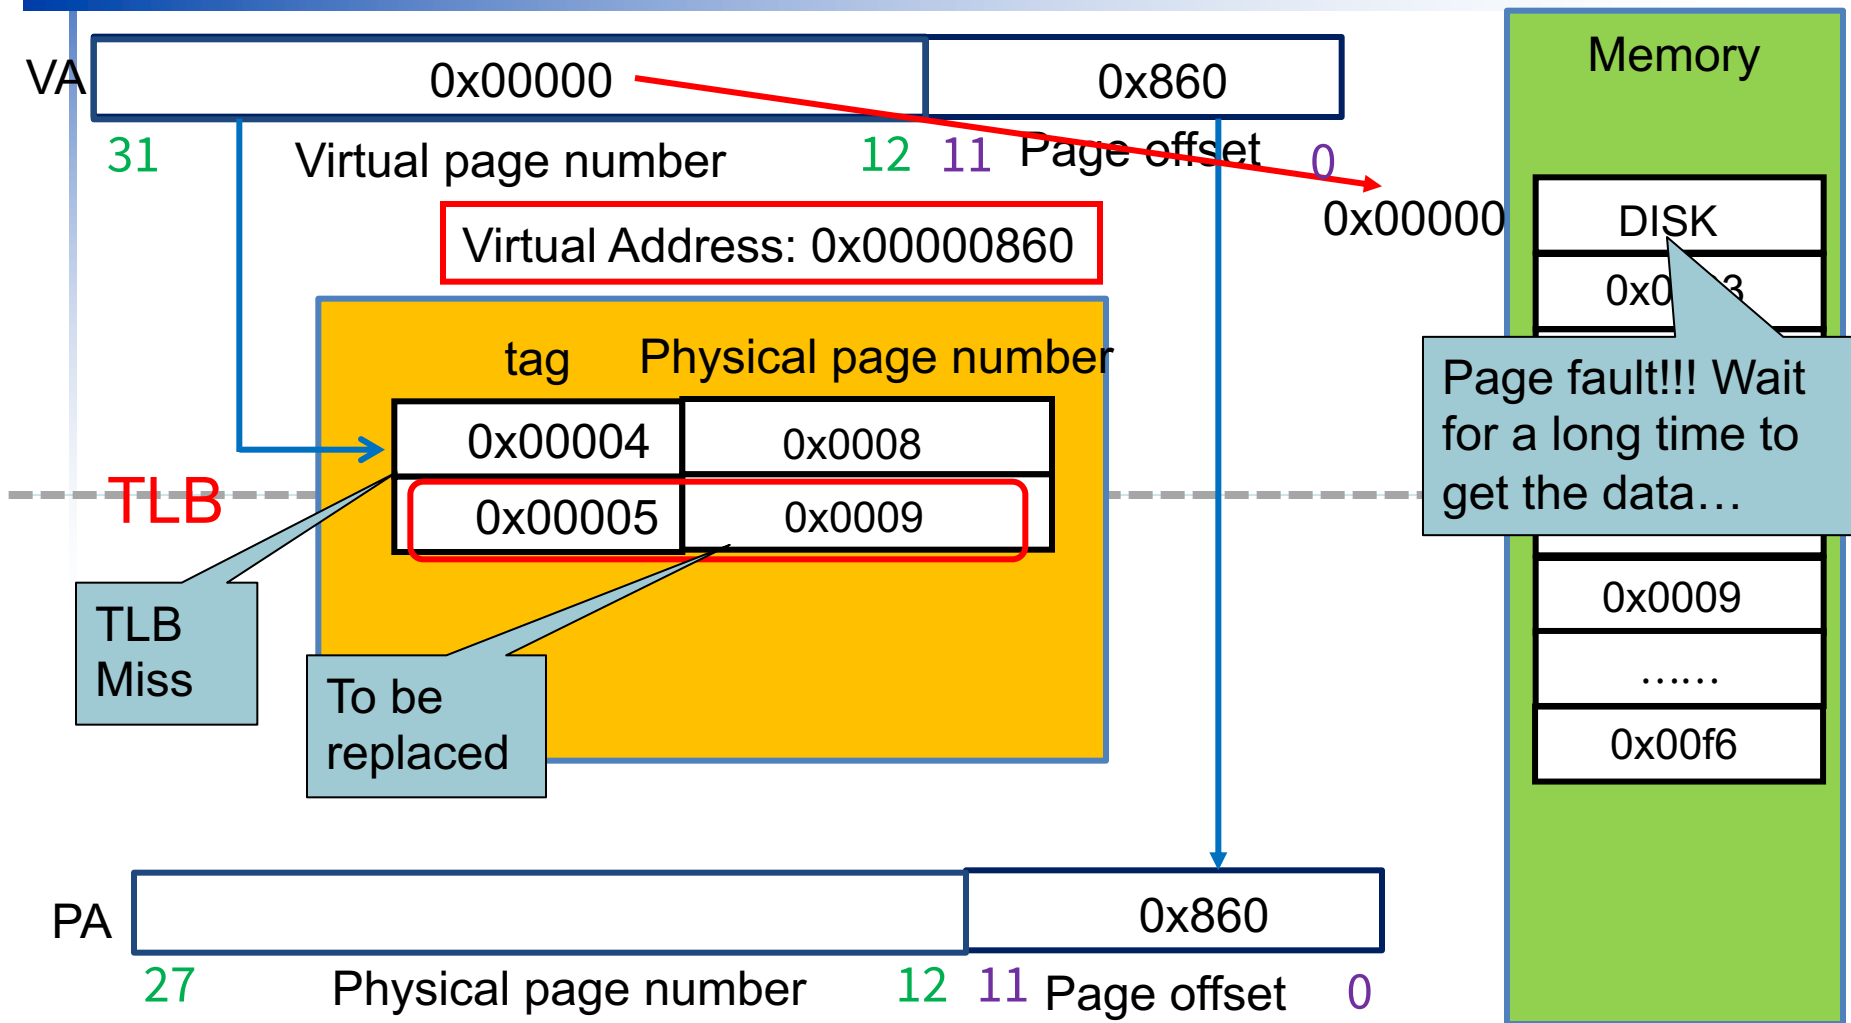 VA
0x00000
0x860
Memory
31
Virtual page number
12
11
Page offset
0
Virtual Address: 0x00000860
0x00000
DISK
tag
Physical page number
0x00004
0x0008
TLB
0x00005
0x0009
Page fault!!! Wait
for a long time to
get the data…
TLB
Miss
To be
replaced
0x0009
……
0x00f6
PA
0x860
27
Physical page number
12
11
Page offset
0